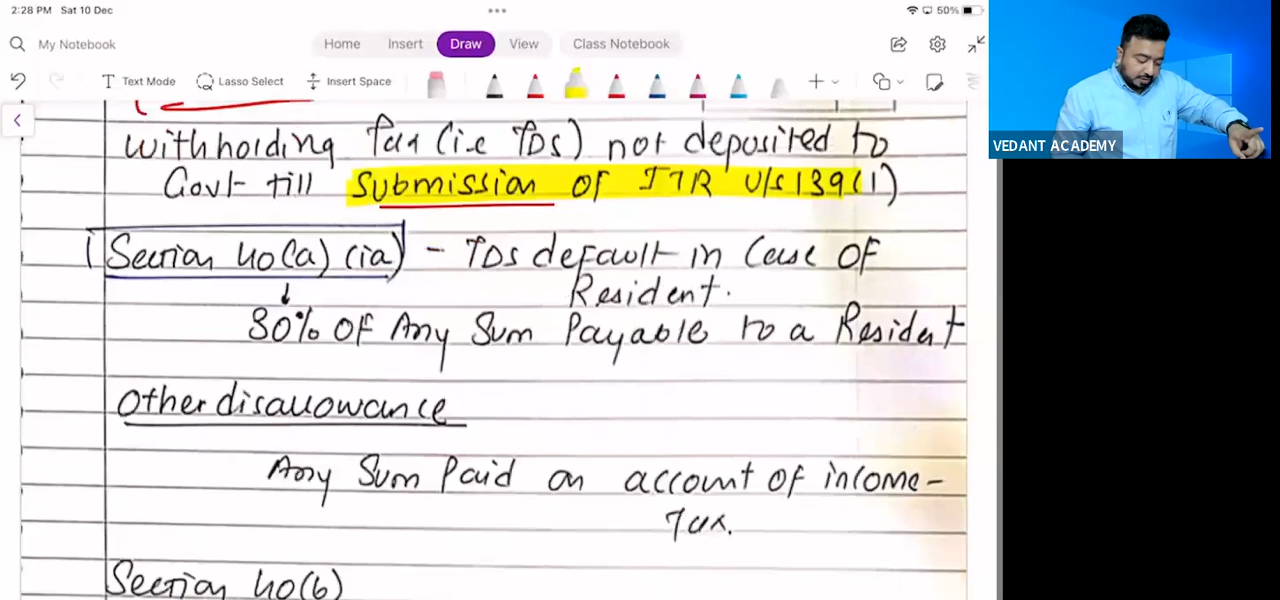 2:28 PM Sat 10 Dec
50%
My Notebook
Home Insert Draw View Class Notebook
Text Mode Lasso Select Insert Space
withholding Tax (i.e TDS) not deposited to
Govt till submission of ITR U/s 139(1)
Section 40(a) (ia) - TDS default in Case OF
Resident.
30% OF Any Sum Payable to a Resident
Other disallowance
Any Sum Paid on account of income-
Tax.
Section 40(b)
VEDANT ACADEMY